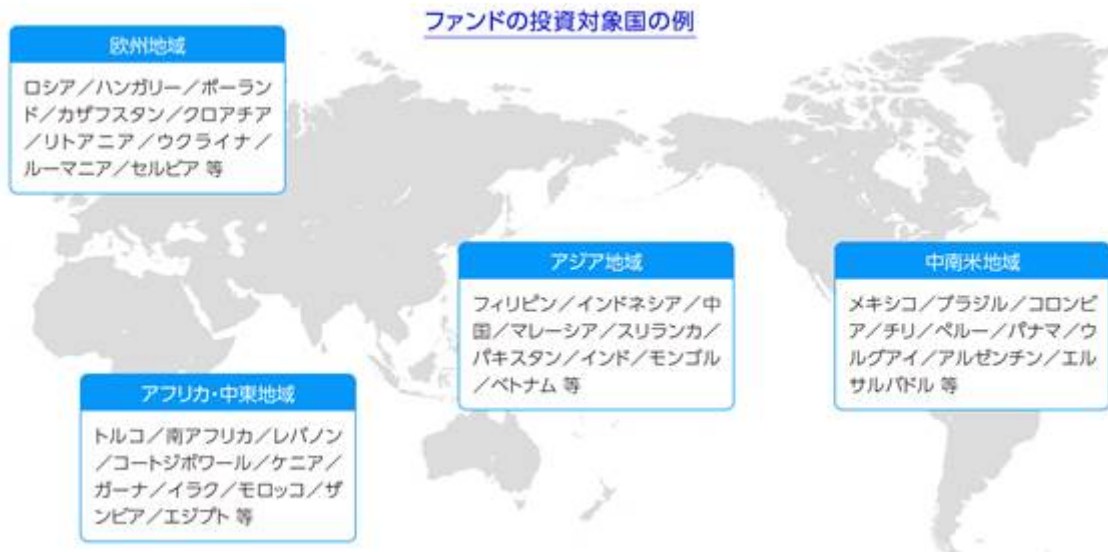 ファンドの投資対象国の例
欧州地域
ロシア／ハンガリー／ポーラン
ド／カザフスタン／クロアチア
／リトアニア／ウクライナ／
ルーマニア／セルビア 等
アジア地域
フィリピン／インドネシア／中
国／マレーシア／スリランカ／
パキスタン／インド／モンゴル
／ベトナム 等
中南米地域
メキシコ／ブラジル／コロンビ
ア／チリ／ペルー／パナマ／ウ
ルグアイ／アルゼンチン／エル
サルバドル 等
アフリカ・中東地域
トルコ／南アフリカ／レバノン
／コートジボワール／ケニア／
ガーナ／イラク／モロッコ／ザ
ンビア／エジプト 等